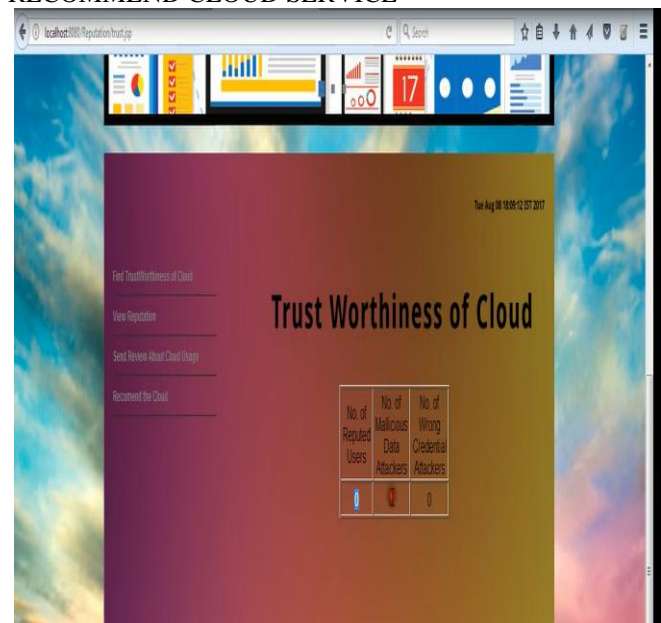 RECOMMEND CLOUD SERVICE
localhost:8080/Reputation/trust.jsp
Search
17
Tue Aug 08 18:09:12 IST 2017
Find TrustWorthiness of Cloud
View Reputation
Send Review About Cloud Usage
Recomend the Cloud
Trust Worthiness of Cloud
No. of
Reputed
Users
No. of
Mallicious
Data
Attackers
No. of
Wrong
Credential
Attackers
0
0